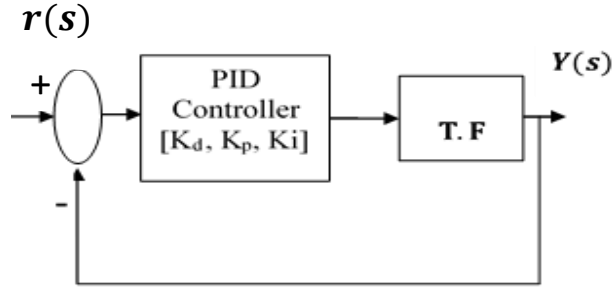 r(s)
+
PID
Controller
[Kd, Kp, Ki]
T. F
Y(s)
-